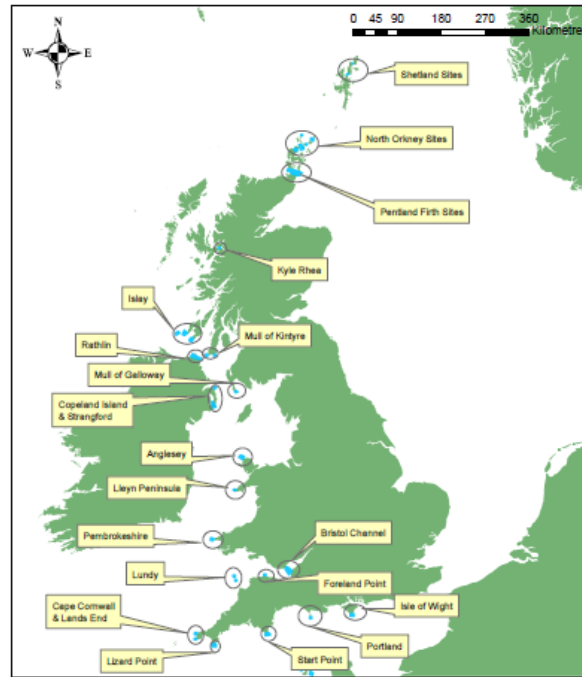 N
W E
S
0 45 90 180 270 360
Kilometre
Shetland Sites
North Orkney Sites
Pentland Firth Sites
Kyle Rhea
Islay
Mull of Kintyre
Rathlin
Mull of Galloway
Copeland Island
& Strangford
Anglesey
Lleyn Peninsula
Pembrokeshire
Bristol Channel
Lundy
Foreland Point
Cape Cornwall
& Lands End
Isle of Wight
Lizard Point
Start Point
Portland